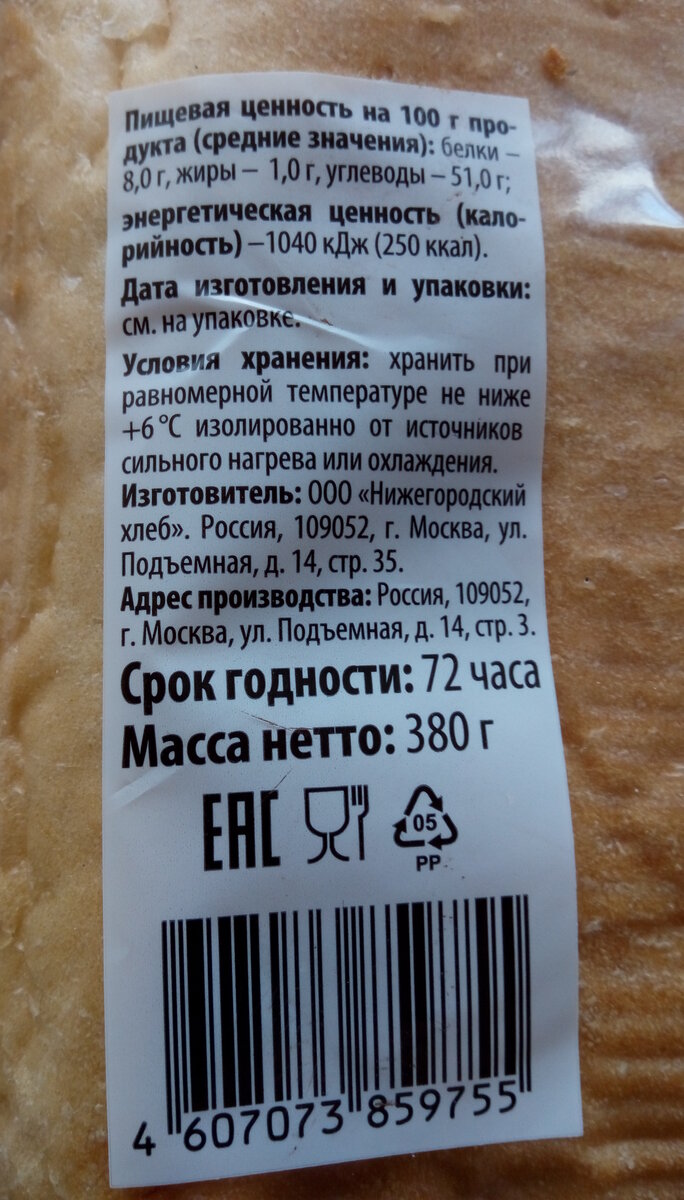 Пищевая ценность на 100 г про-
дукта (средние значения): белки –
8,0 г, жиры – 1,0 г, углеводы – 51,0 г;
энергетическая ценность (кало-
рийность) –1040 кДж (250 ккал).
Дата изготовления и упаковки:
см. на упаковке.
Условия хранения: хранить при
равномерной температуре не ниже
+6 °С изолированно от источников
сильного нагрева или охлаждения.
Изготовитель: ООО «Нижегородский
хлеб». Россия, 109052, г. Москва, ул.
Подъемная, д. 14, стр. 35.
Адрес производства: Россия, 109052,
г. Москва, ул. Подъемная, д. 14, стр. 3.
Срок годности: 72 часа
Масса нетто: 380 г
ЕАС 05
PP
4 607073 859755